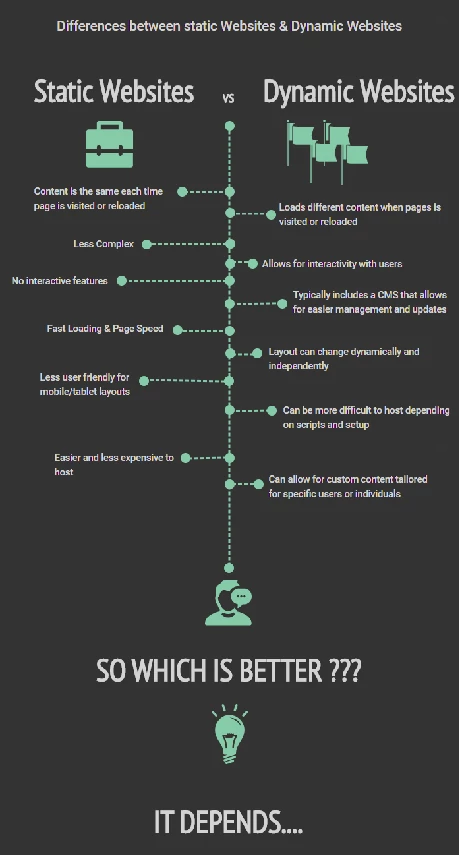 Differences between static Websites & Dynamic Websites
Static Websites vs Dynamic Websites
Content is the same each time
page is visited or reloaded
Loads different content when pages is
visited or reloaded
Less Complex
Allows for interactivity with users
No interactive features
Typically includes a CMS that allows
for easier management and updates
Fast Loading & Page Speed
Layout can change dynamically and
independently
Less user friendly for
mobile/tablet layouts
Can be more difficult to host depending
on scripts and setup
Easier and less expensive to
host
Can allow for custom content tailored
for specific users or individuals
SO WHICH IS BETTER ???
IT DEPENDS....